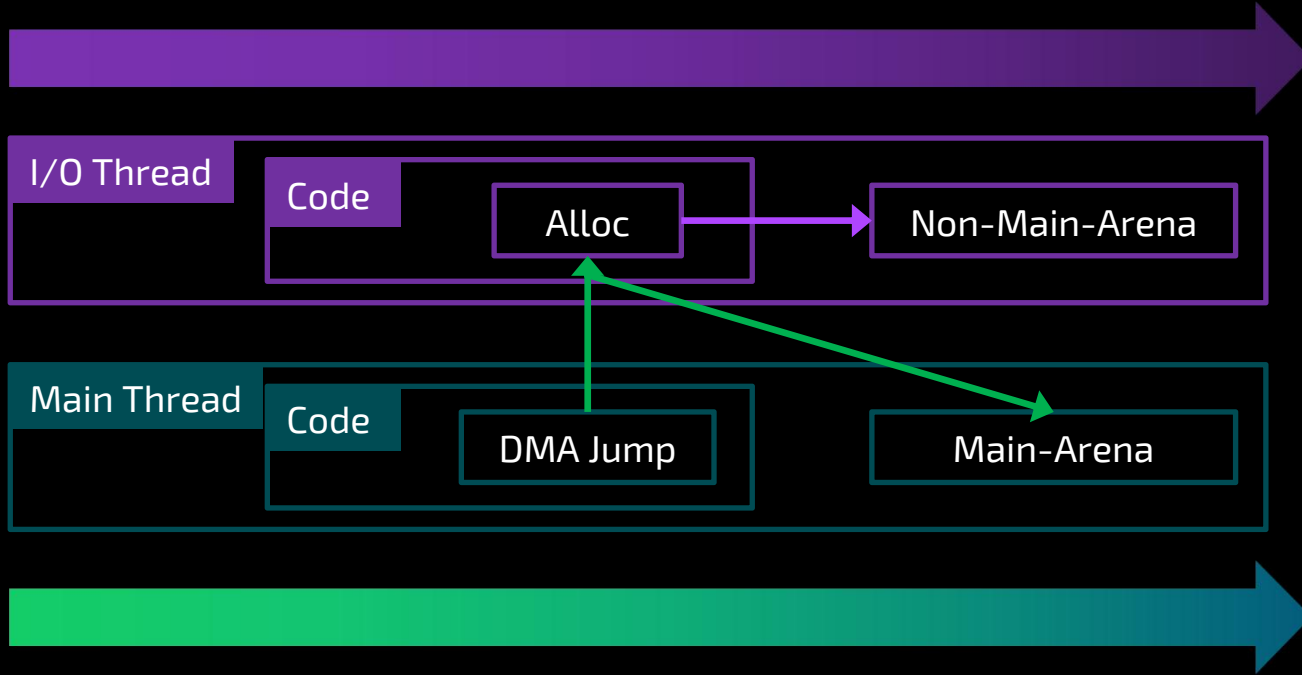 I/O Thread
Code
Alloc
Non-Main-Arena
Main Thread
Code
DMA Jump
Main-Arena